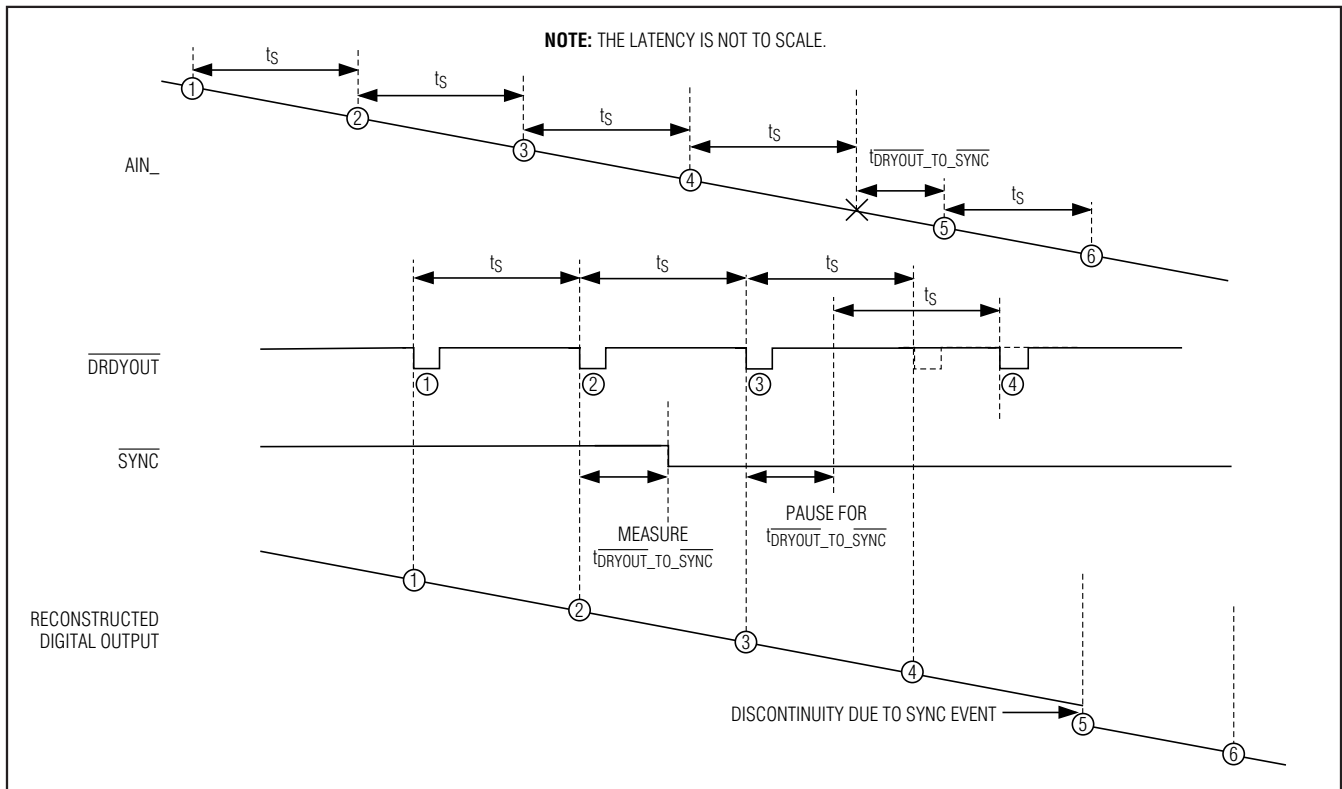 NOTE: THE LATENCY IS NOT TO SCALE.
tS
tS
tS
tS
tDRYOUT_TO_SYNC
tS
1
2
3
4
5
6
AIN_
tS
tS
tS
tS
DRDYOUT
1
2
3
4
SYNC
MEASURE
tDRYOUT_TO_SYNC
PAUSE FOR
tDRYOUT_TO_SYNC
RECONSTRUCTED
DIGITAL OUTPUT
1
2
3
4
DISCONTINUITY DUE TO SYNC EVENT
5
6